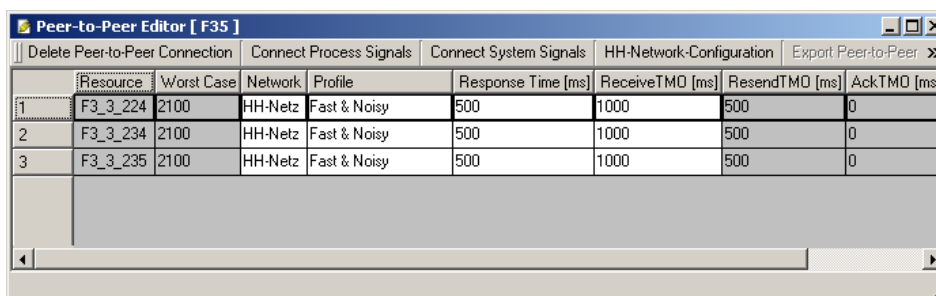 Peer-to-Peer Editor [ F35 ]
Delete Peer-to-Peer Connection Connect Process Signals Connect System Signals HH-Network-Configuration Export Peer-to-Peer »
Resource Worst Case Network Profile Response Time [ms] ReceiveTMO [ms] ResendTMO [ms] AckTMO [ms
1 F3_3_224 2100 HH-Netz Fast & Noisy 500 1000 500 0
2 F3_3_234 2100 HH-Netz Fast & Noisy 500 1000 500 0
3 F3_3_235 2100 HH-Netz Fast & Noisy 500 1000 500 0